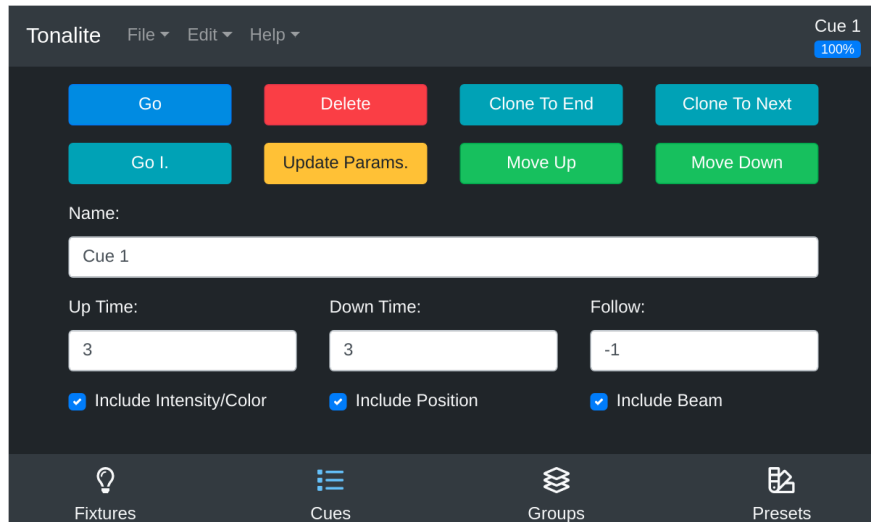 Tonalite File Edit Help Cue 1
100%
Go Delete Clone To End Clone To Next
Go I. Update Params. Move Up Move Down
Name:
Cue 1
Up Time: Down Time: Follow:
3 3 -1
Include Intensity/Color Include Position Include Beam
Fixtures Cues Groups Presets